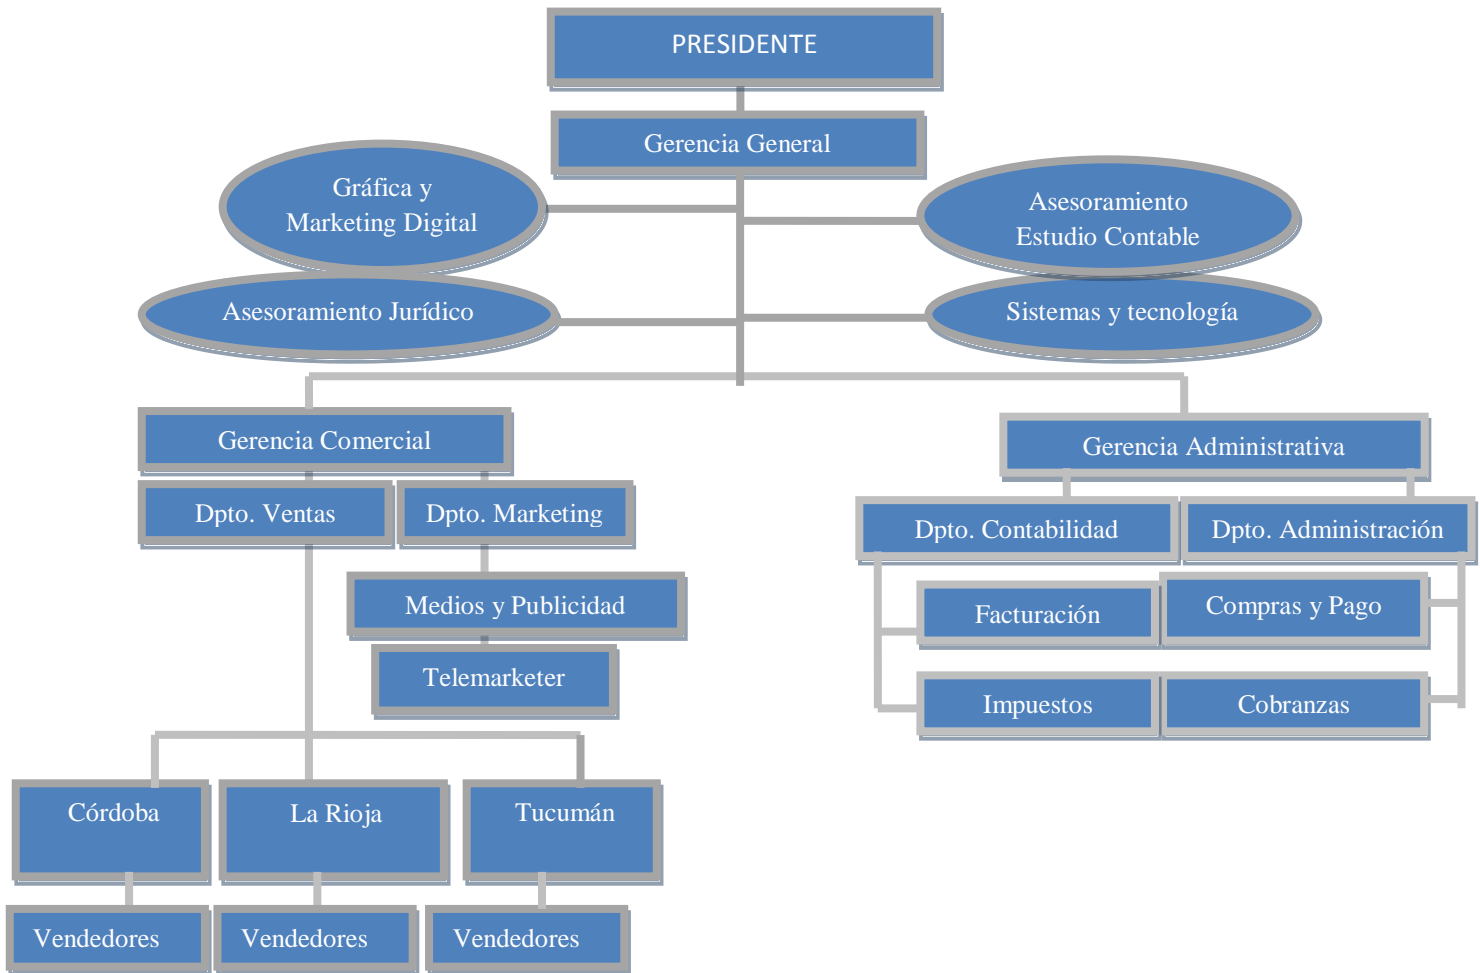 PRESIDENTE
Gerencia General
Gráfica y
Marketing Digital
Asesoramiento
Estudio Contable
Asesoramiento Jurídico
Sistemas y tecnología
Gerencia Comercial
Gerencia Administrativa
Dpto. Ventas
Dpto. Marketing
Dpto. Contabilidad
Dpto. Administración
Medios y Publicidad
Facturación
Compras y Pago
Telemarketer
Impuestos
Cobranzas
Córdoba
La Rioja
Tucumán
Vendedores
Vendedores
Vendedores